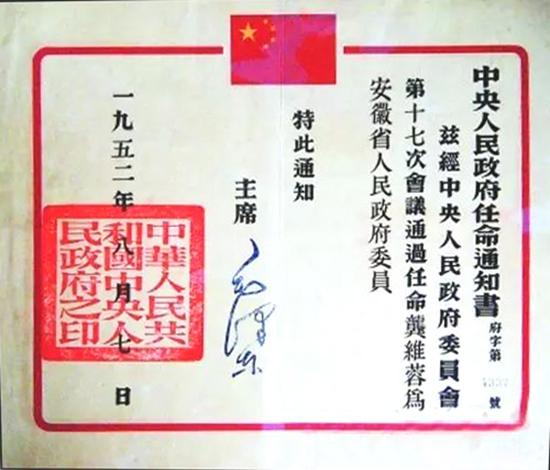 中央人民政府任命通知書
府字第 號
茲經中央人民政府委員會
第十七次會議通過任命龔維蓉爲
安徽省人民政府委員
特此通知
主席
毛澤東
一九五二年八月七日
中華人民共
和國中央人
民政府之印